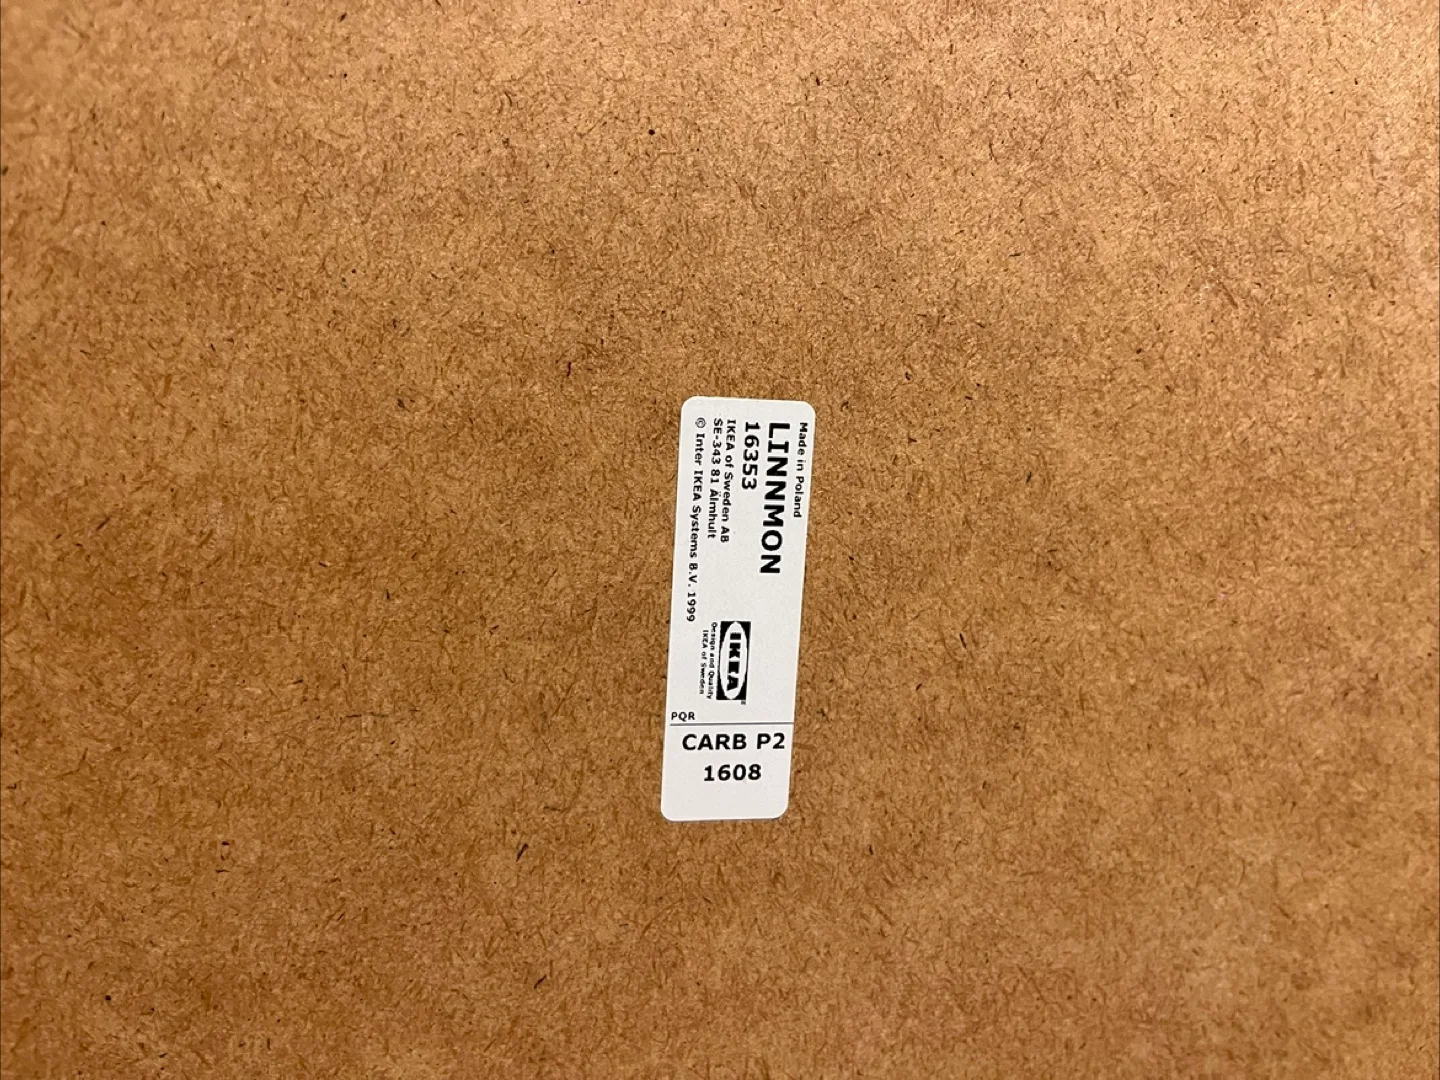 Made in Poland
LINNMON
16353
IKEA of Sweden AB
SE-343 81 Älmhult
© Inter IKEA Systems B.V. 1999
IKEA®
Design and Quality
IKEA of Sweden
PQR
CARB P2
1608